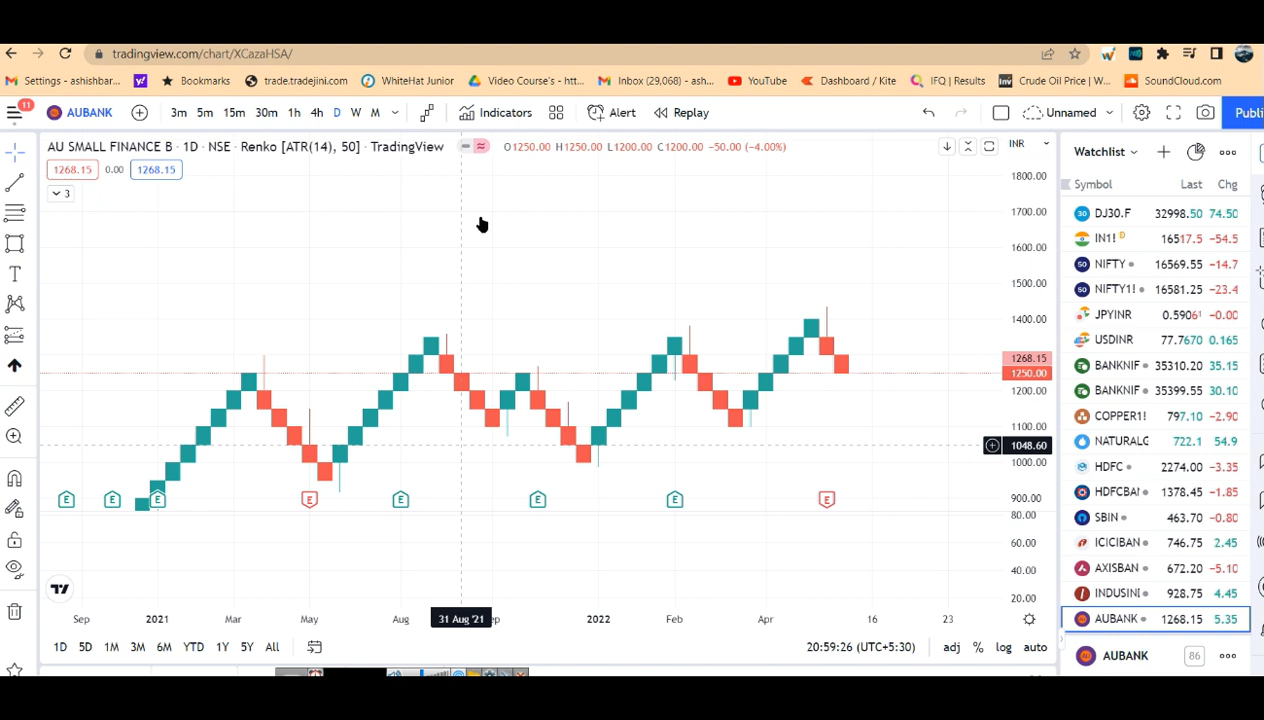 tradingview.com/chart/XCazaHSA/
Settings - ashishbar... Bookmarks trade.tradejini.com WhiteHat Junior Video Course's - htt... Inbox (29,068) - ash... YouTube Dashboard / Kite IFQ | Results Crude Oil Price | W... SoundCloud.com
11 AUBANK 3m 5m 15m 30m 1h 4h D W M Indicators Alert Replay Unnamed Publi
AU SMALL FINANCE B · 1D · NSE · Renko [ATR(14), 50] · TradingView O1250.00 H1250.00 L1200.00 C1200.00 −50.00 (−4.00%) INR
1268.15 0.00 1268.15
3
1800.00
1700.00
1600.00
1500.00
1400.00
1268.15
1250.00
1200.00
1100.00
1048.60
1000.00
900.00
80.00
60.00
40.00
20.00
E E E E E E E E
Sep 2021 Mar May Aug 31 Aug '21 ep 2022 Feb Apr 16 23
1D 5D 1M 3M 6M YTD 1Y 5Y All 20:59:26 (UTC+5:30) adj % log auto
Watchlist
Symbol Last Chg
30 DJ30.F 32998.50 74.50
IN1! D 16517.5 −54.5
50 NIFTY 16569.55 −14.7
50 NIFTY1! 16581.25 −23.4
JPYINR 0.5906¹ −0.00
USDINR 77.7670 0.165
BANKNIF 35310.20 35.15
BANKNIF 35399.55 30.10
COPPER1! 797.10 −2.90
NATURALG 722.1 54.9
HDFC 2274.00 −3.35
HDFCBA 1378.45 −1.85
SBIN 463.70 −0.80
ICICIBAN 746.75 2.45
AXISBAN 672.20 −5.10
INDUSIN 928.75 4.45
AUBANK 1268.15 5.35
AUBANK 86